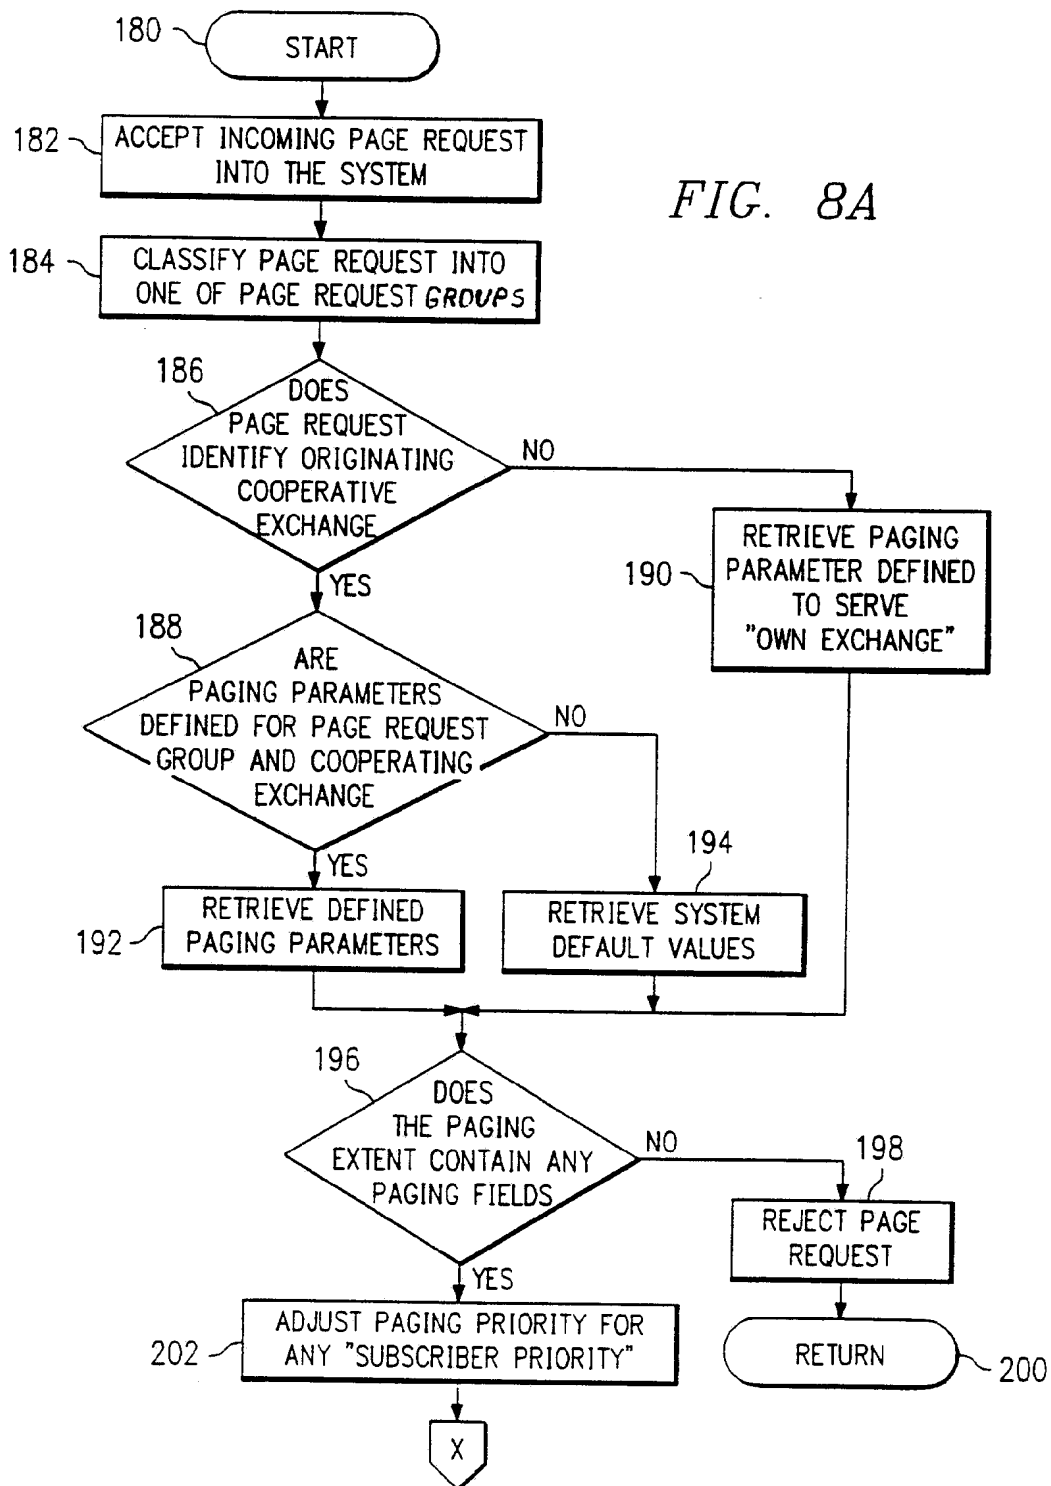 180
START
182
ACCEPT INCOMING PAGE REQUEST
INTO THE SYSTEM
FIG. 8A
184
CLASSIFY PAGE REQUEST INTO
ONE OF PAGE REQUEST GROUPS
186
DOES
PAGE REQUEST
IDENTIFY ORIGINATING
COOPERATIVE
EXCHANGE
NO
YES
190
RETRIEVE PAGING
PARAMETER DEFINED
TO SERVE
"OWN EXCHANGE"
188
ARE
PAGING PARAMETERS
DEFINED FOR PAGE REQUEST
GROUP AND COOPERATING
EXCHANGE
NO
YES
192
RETRIEVE DEFINED
PAGING PARAMETERS
194
RETRIEVE SYSTEM
DEFAULT VALUES
196
DOES
THE PAGING
EXTENT CONTAIN ANY
PAGING FIELDS
NO
YES
198
REJECT PAGE
REQUEST
202
ADJUST PAGING PRIORITY FOR
ANY "SUBSCRIBER PRIORITY"
RETURN
200
X